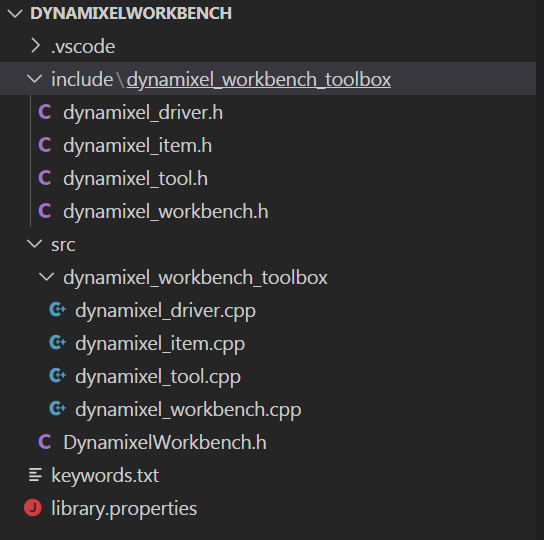 DYNAMIXELWORKBENCH
.vscode
include\dynamixel_workbench_toolbox
C dynamixel_driver.h
C dynamixel_item.h
C dynamixel_tool.h
C dynamixel_workbench.h
src
dynamixel_workbench_toolbox
C++ dynamixel_driver.cpp
C++ dynamixel_item.cpp
C++ dynamixel_tool.cpp
C++ dynamixel_workbench.cpp
C DynamixelWorkbench.h
keywords.txt
J library.properties